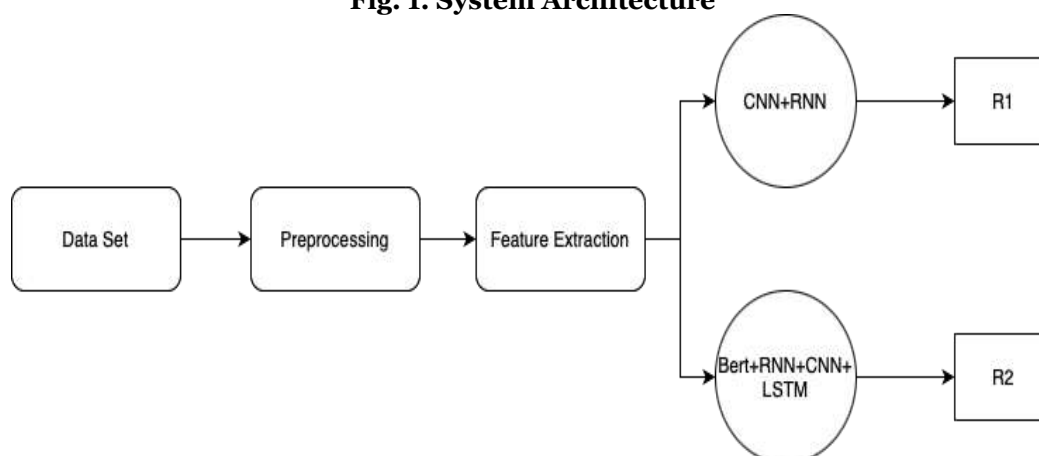 Fig. 1. System Architecture
CNN+RNN
R1
Data Set
Preprocessing
Feature Extraction
Bert+RNN+CNN+
LSTM
R2